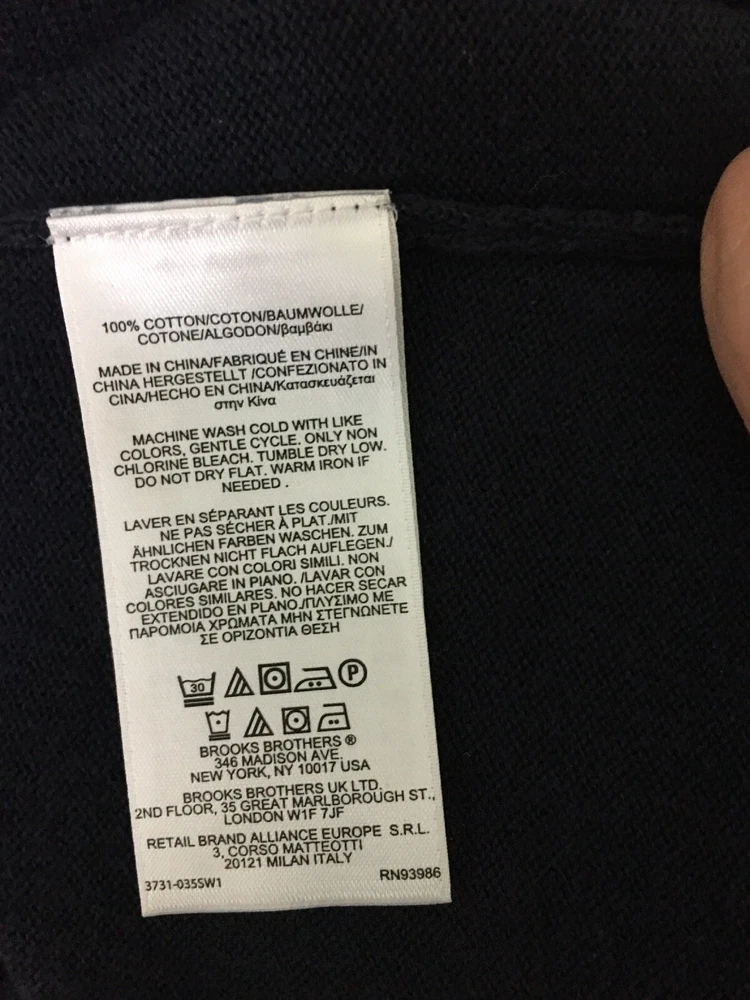 100% COTTON/COTON/BAUMWOLLE/
COTONE/ALGODON/βαμβάκι
MADE IN CHINA/FABRIQUÉ EN CHINE/IN
CHINA HERGESTELLT /CONFEZIONATO IN
CINA/HECHO EN CHINA/Κατασκευάζεται
στην Κίνα
MACHINE WASH COLD WITH LIKE
COLORS, GENTLE CYCLE. ONLY NON
CHLORINE BLEACH. TUMBLE DRY LOW.
DO NOT DRY FLAT. WARM IRON IF
NEEDED .
LAVER EN SÉPARANT LES COULEURS.
NE PAS SÉCHER À PLAT./MIT
ÄHNLICHEN FARBEN WASCHEN. ZUM
TROCKNEN NICHT FLACH AUFLEGEN./
LAVARE CON COLORI SIMILI. NON
ASCIUGARE IN PIANO. /LAVAR CON
COLORES SIMILARES. NO HACER SECAR
EXTENDIDO EN PLANO./ΠΛΥΣΙΜΟ ΜΕ
ΠΑΡΟΜΟΙΑ ΧΡΩΜΑΤΑ ΜΗΝ ΣΤΕΓΝΩΝΕΤΕ
ΣΕ ΟΡΙΖΟΝΤΙΑ ΘΕΣΗ
30 P
BROOKS BROTHERS ®
346 MADISON AVE.
NEW YORK, NY 10017 USA
BROOKS BROTHERS UK LTD.
2ND FLOOR, 35 GREAT MARLBOROUGH ST.,
LONDON W1F 7JF
RETAIL BRAND ALLIANCE EUROPE S.R.L.
3, CORSO MATTEOTTI
20121 MILAN ITALY
3731-035SW1 RN93986